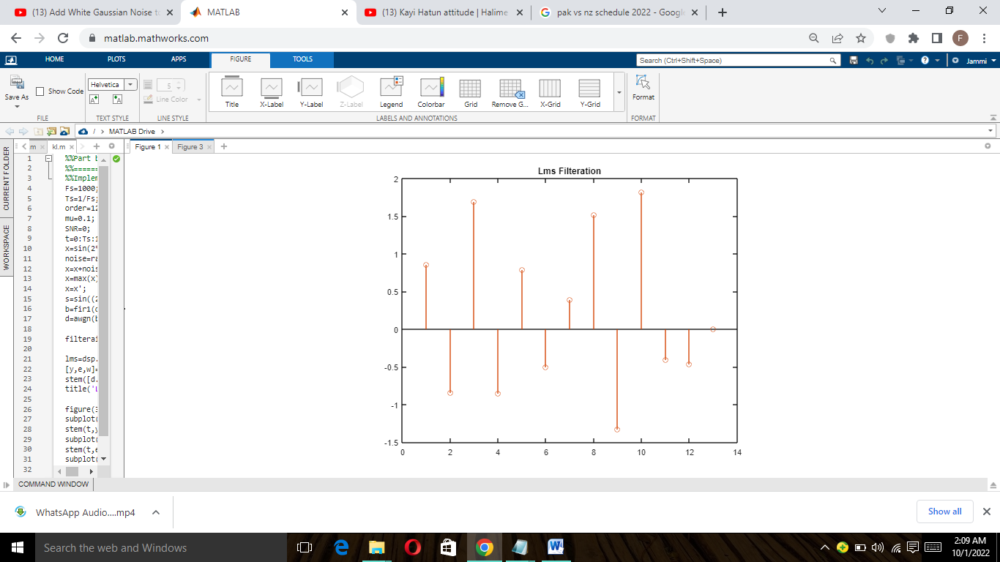 (13) Add White Gaussian Noise t
MATLAB
(13) Kayi Hatun attitude | Halime
pak vs nz schedule 2022 - Google
matlab.mathworks.com
F
HOME PLOTS APPS FIGURE TOOLS
Search (Ctrl+Shift+Space)
Jammi
Save As
Show Code
Helvetica
A A
5
Line Color
Title X-Label Y-Label Z-Label Legend Colorbar Grid Remove G... X-Grid Y-Grid
Format
FILE TEXT STYLE LINE STYLE LABELS AND ANNOTATIONS FORMAT
/ > MATLAB Drive >
CURRENT FOLDER
WORKSPACE
m kl.m
Figure 1 Figure 3
1 %%Part b
2 %%=====
3 %%Implem
4 Fs=1000;
5 Ts=1/Fs;
6 order=12
7 mu=0.1;
8 SNR=0;
9 t=0:Ts:1
10 x=sin(2*
11 noise=ra
12 x=x+nois
13 x=max(x)
14 x=x';
15 s=sin((2
16 b=fir1(o
17 d=awgn(b
18
19 filterai
20
21 lms=dsp.
22 [y,e,w]=
23 stem([d.
24 title('L
25
26 figure(3
27 subplot(
28 stem(t,y
29 subplot(
30 stem(t,e
31 subplot(
32
Lms Filteration
2
1.5
1
0.5
0
-0.5
-1
-1.5
0 2 4 6 8 10 12 14
COMMAND WINDOW
WhatsApp Audio....mp4
Show all
Search the web and Windows
2:09 AM
10/1/2022